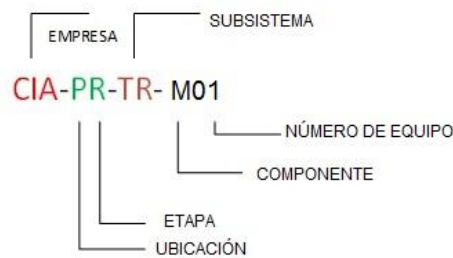 SUBSISTEMA
EMPRESA
CIA-PR-TR- M01
NÚMERO DE EQUIPO
COMPONENTE
ETAPA
UBICACIÓN